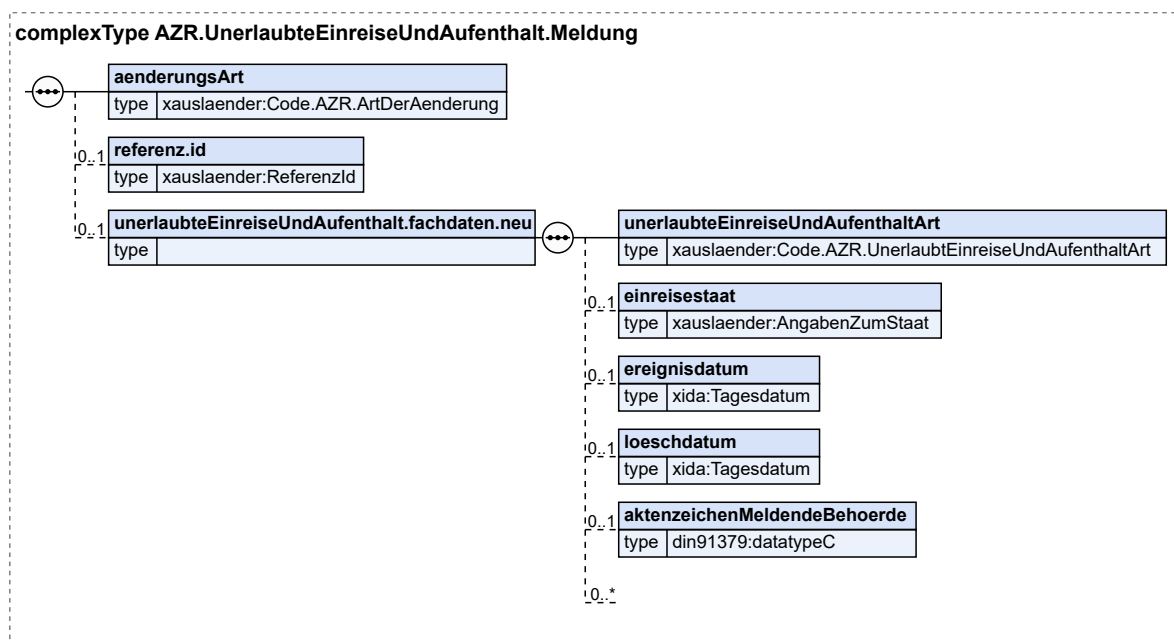 complexType AZR.UnerlaubteEinreiseUndAufenthalt.Meldung
aenderungsArt
type xauslaender:Code.AZR.ArtDerAenderung
0..1 referenz.id
type xauslaender:ReferenzId
0..1 unerlaubteEinreiseUndAufenthalt.fachdaten.neu
type
unerlaubteEinreiseUndAufenthaltArt
type xauslaender:Code.AZR.UnerlaubtEinreiseUndAufenthaltArt
0..1 einreisestaat
type xauslaender:AngabenZumStaat
0..1 ereignisdatum
type xida:Tagesdatum
0..1 loeschdatum
type xida:Tagesdatum
0..1 aktenzeichenMeldendeBehoerde
type din91379:datatypeC
0..*